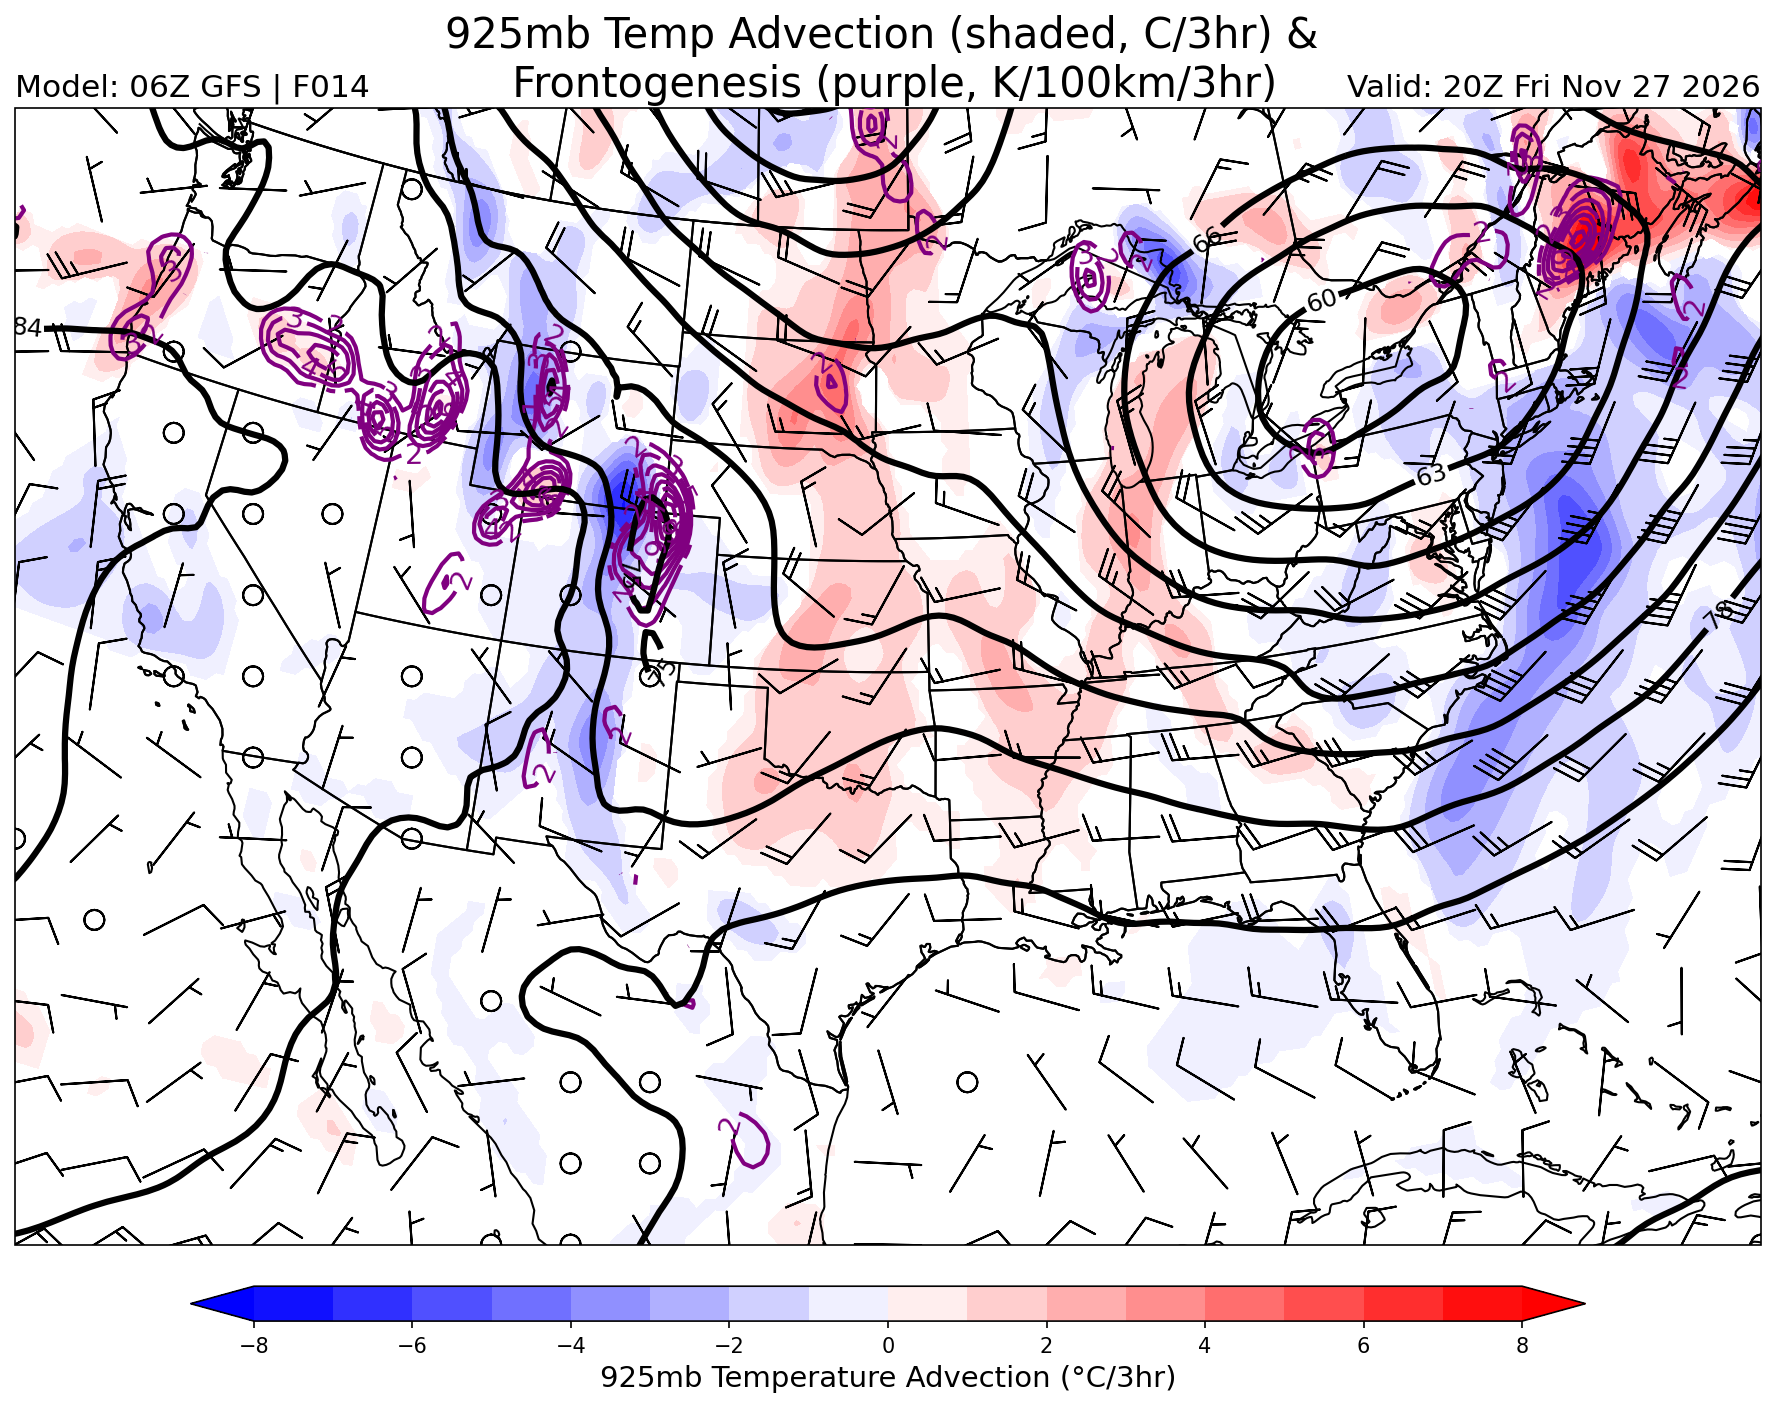 925mb Temp Advection (shaded, C/3hr) &
Model: 06Z GFS | F014
Frontogenesis (purple, K/100km/3hr)
Valid: 20Z Fri Nov 27 2026
66
60
63
84
78
75
−8 −6 −4 −2 0 2 4 6 8
925mb Temperature Advection (°C/3hr)